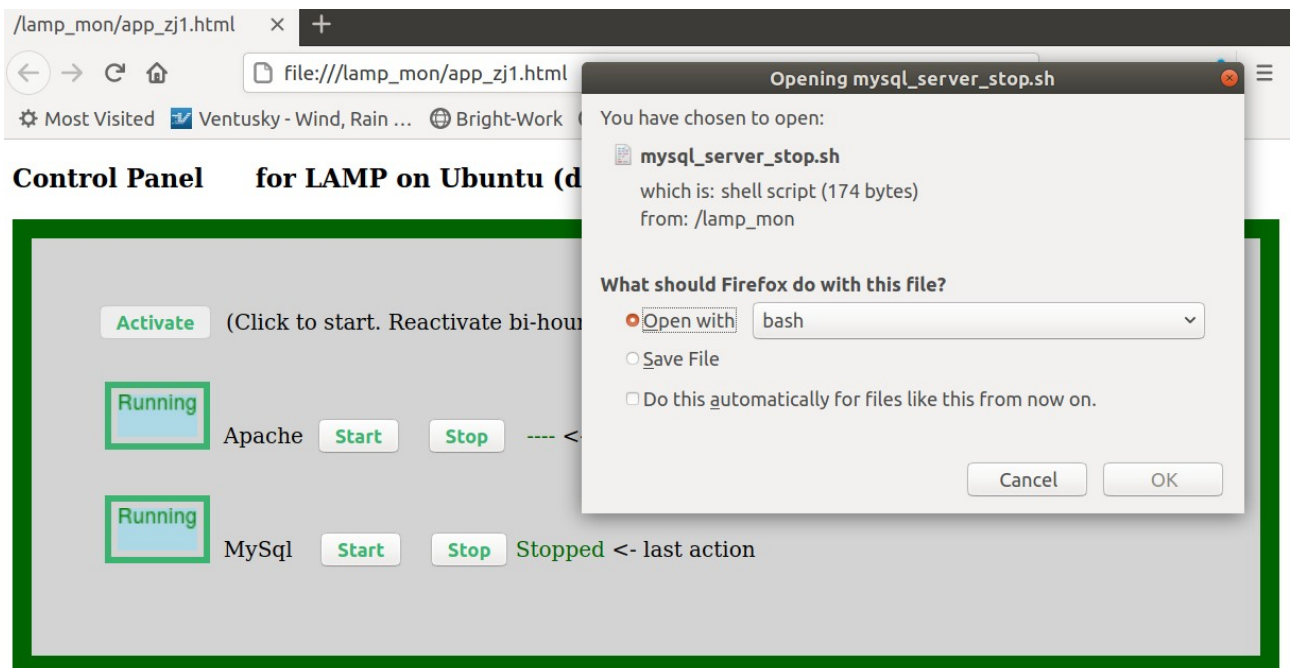 /lamp_mon/app_zj1.html × +
file:///lamp_mon/app_zj1.html
Most Visited Ventusky - Wind, Rain ... Bright-Work
Control Panel for LAMP on Ubuntu (d
Activate (Click to start. Reactivate bi-hour
Running
Apache Start Stop ---- <-
Running
MySql Start Stop Stopped <- last action
Opening mysql_server_stop.sh
You have chosen to open:
mysql_server_stop.sh
which is: shell script (174 bytes)
from: /lamp_mon
What should Firefox do with this file?
Open with bash
Save File
Do this automatically for files like this from now on.
Cancel OK